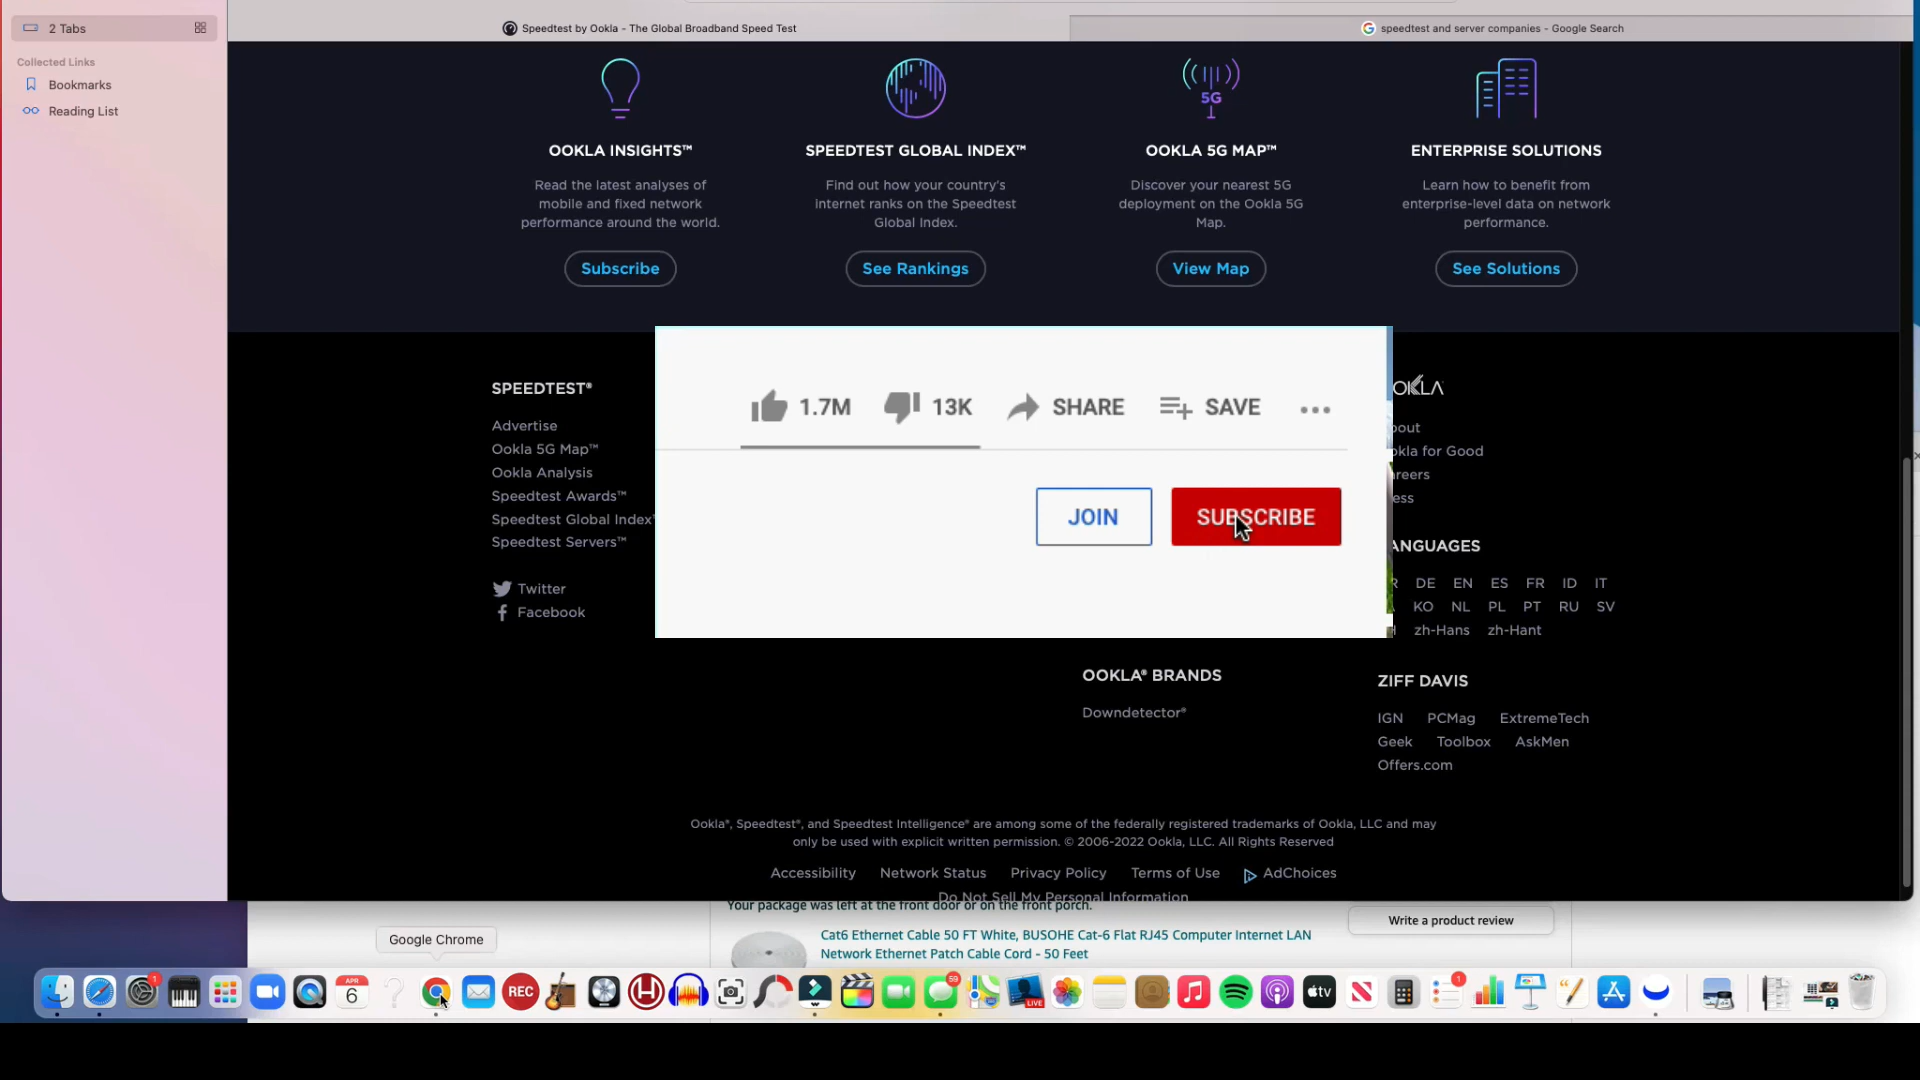 2 Tabs
Speedtest by Ookla - The Global Broadband Speed Test
speedtest and server companies - Google Search
Collected Links
Bookmarks
Reading List
5G
OOKLA INSIGHTS™
SPEEDTEST GLOBAL INDEX™
OOKLA 5G MAP™
ENTERPRISE SOLUTIONS
Read the latest analyses of
mobile and fixed network
performance around the world.
Find out how your country's
internet ranks on the Speedtest
Global Index.
Discover your nearest 5G
deployment on the Ookla 5G
Map.
Learn how to benefit from
enterprise-level data on network
performance.
Subscribe
See Rankings
View Map
See Solutions
SPEEDTEST®
Advertise
Ookla 5G Map™
Ookla Analysis
Speedtest Awards™
Speedtest Global Index
Speedtest Servers™
Twitter
Facebook
1.7M
13K
SHARE
SAVE
JOIN
SUBSCRIBE
OOKLA
out
kla for Good
reers
ess
ANGUAGES
DE EN ES FR ID IT
KO NL PL PT RU SV
zh-Hans zh-Hant
OOKLA® BRANDS
Downdetector®
ZIFF DAVIS
IGN PCMag ExtremeTech
Geek Toolbox AskMen
Offers.com
Ookla®, Speedtest®, and Speedtest Intelligence® are among some of the federally registered trademarks of Ookla, LLC and may
only be used with explicit written permission. © 2006-2022 Ookla, LLC. All Rights Reserved
Accessibility Network Status Privacy Policy Terms of Use AdChoices
Do Not Sell My Personal Information
Your package was left at the front door or on the front porch.
Write a product review
Cat6 Ethernet Cable 50 FT White, BUSOHE Cat-6 Flat RJ45 Computer Internet LAN
Network Ethernet Patch Cable Cord - 50 Feet
Google Chrome
1
APR
6
REC
59
LIVE
tv
1